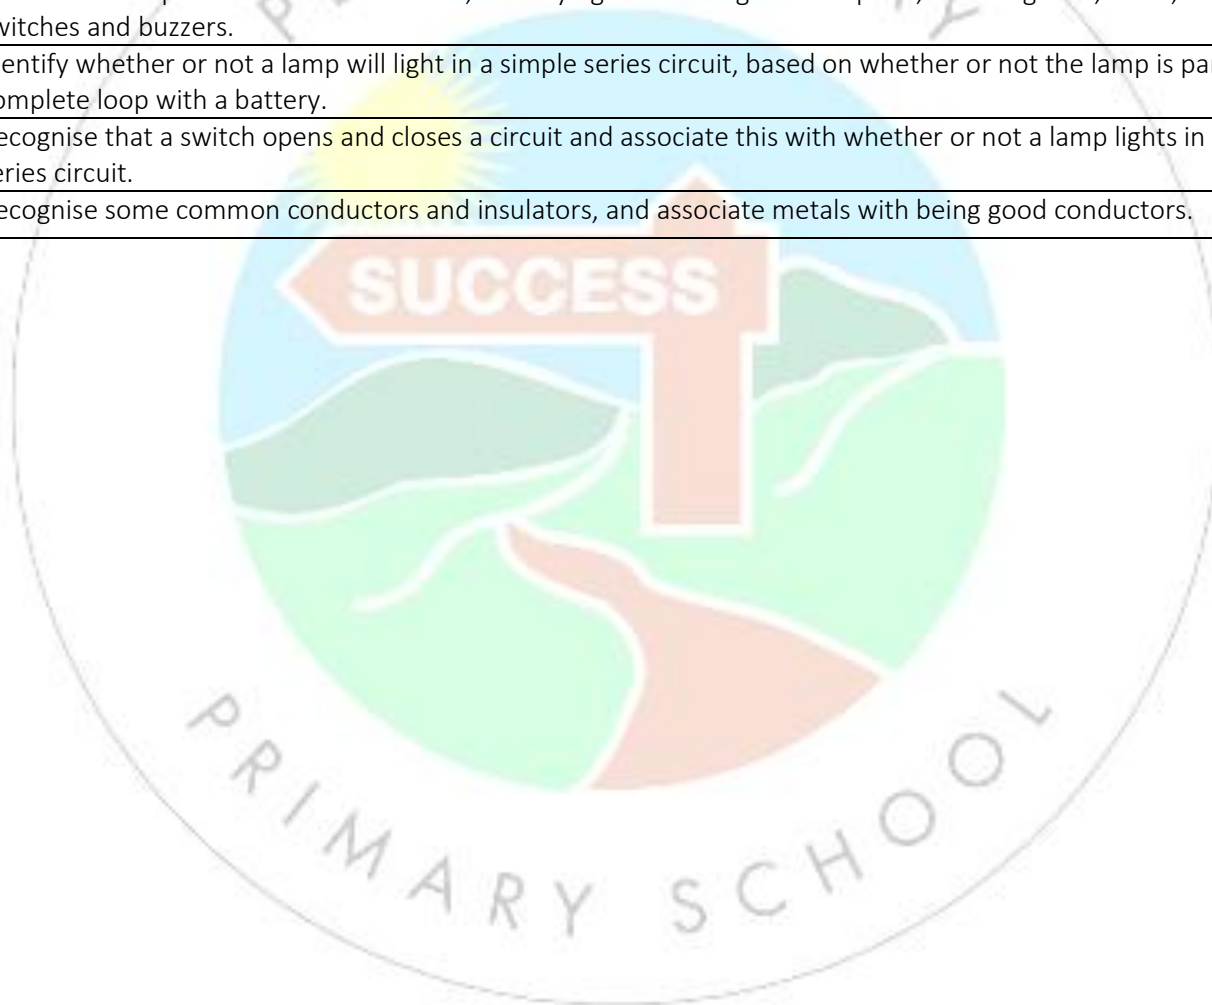 witches and buzzers.
entify whether or not a lamp will light in a simple series circuit, based on whether or not the lamp is par
omplete loop with a battery.
ecognise that a switch opens and closes a circuit and associate this with whether or not a lamp lights in
eries circuit.
ecognise some common conductors and insulators, and associate metals with being good conductors.
SUCCESS
PRIMARY SCHOOL